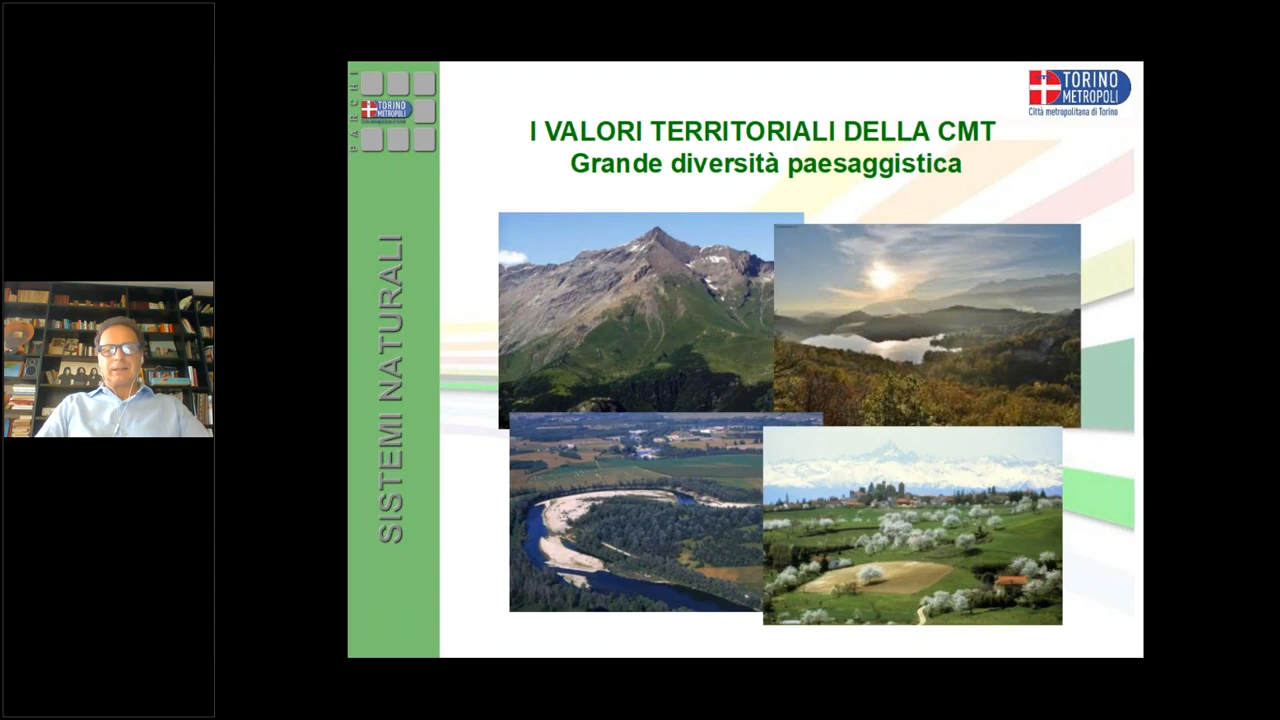 PARCHI
TORINO
METROPOLI
SISTEMI NATURALI
TORINO
METROPOLI
Città metropolitana di Torino
I VALORI TERRITORIALI DELLA CMT
Grande diversità paesaggistica